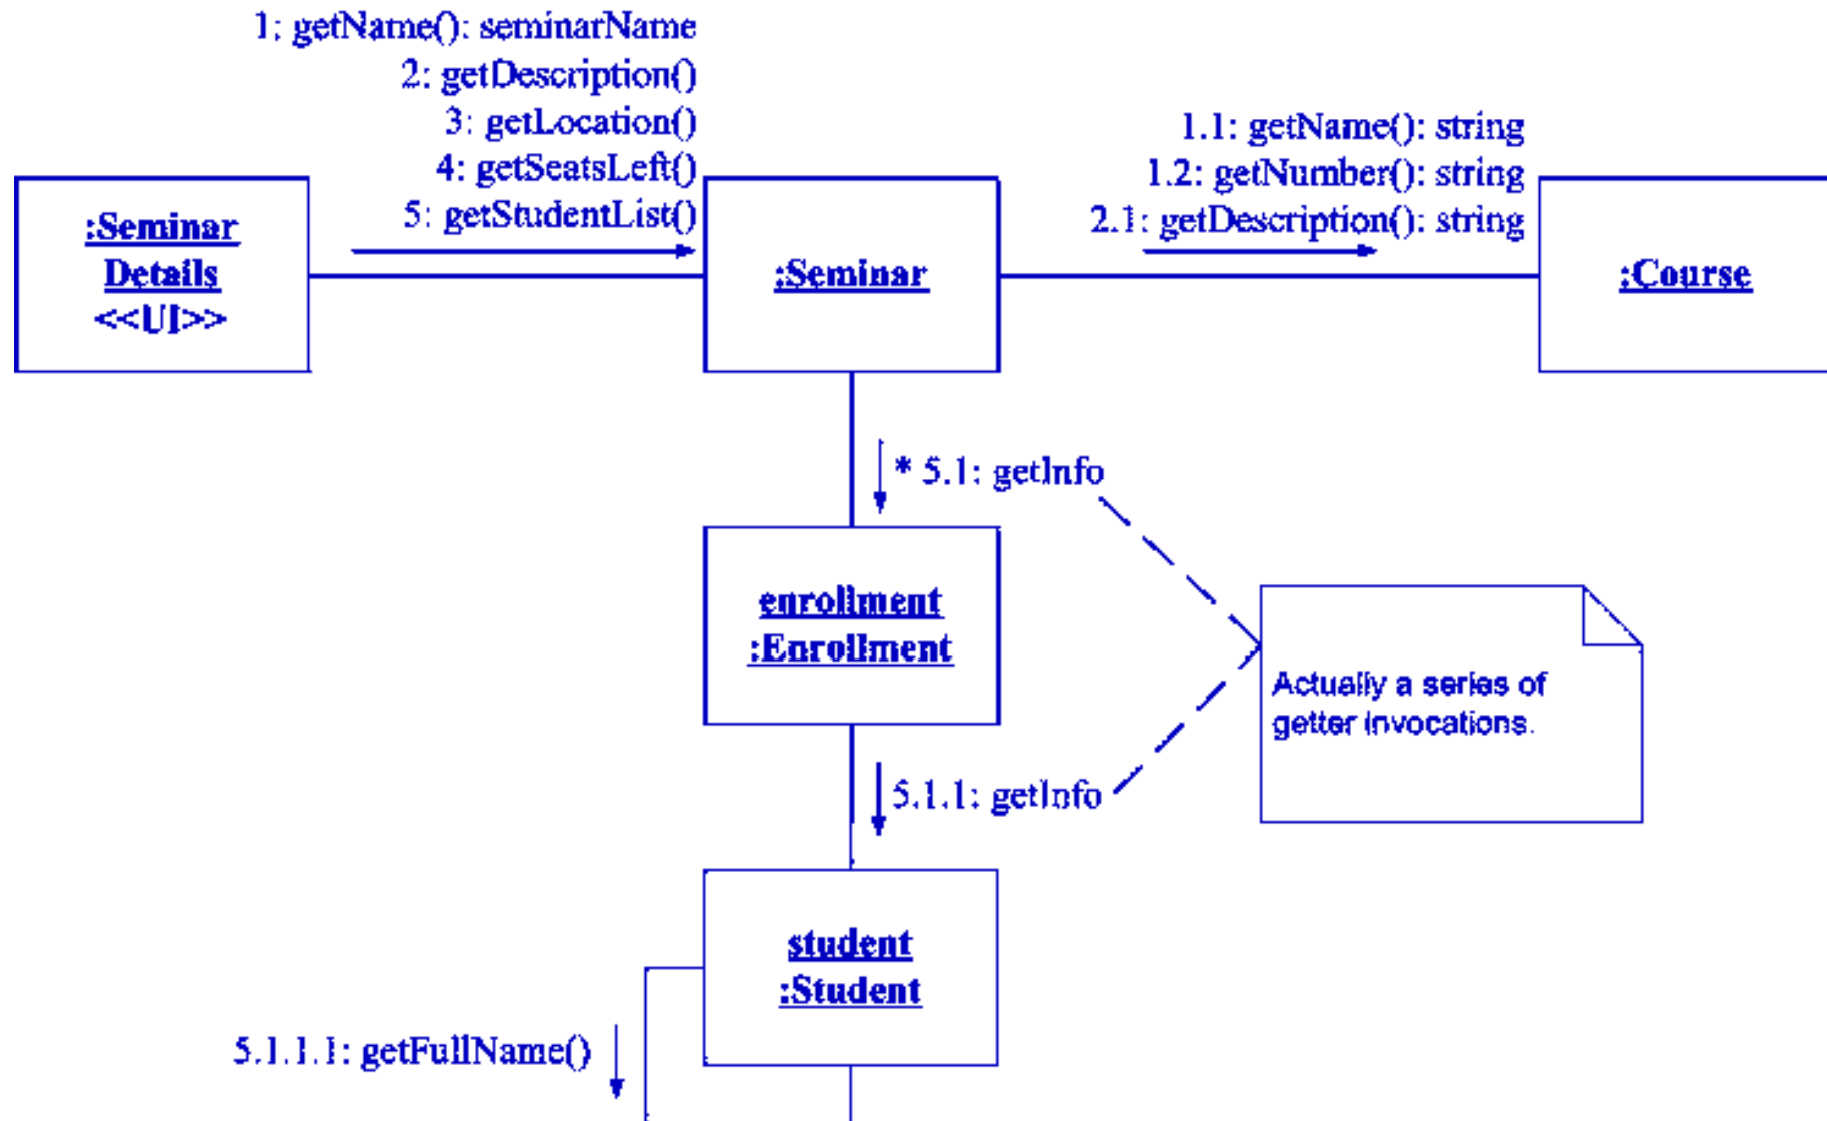 1: getName(): seminarName
2: getDescription()
3: getLocation()
4: getSeatsLeft()
5: getStudentList()
1.1: getName(): string
1.2: getNumber(): string
2.1: getDescription(): string
:Seminar
Details
<<UI>>
:Seminar
:Course
* 5.1: getInfo
enrollment
:Enrollment
Actually a series of
getter invocations.
5.1.1: getInfo
student
:Student
5.1.1.1: getFullName()